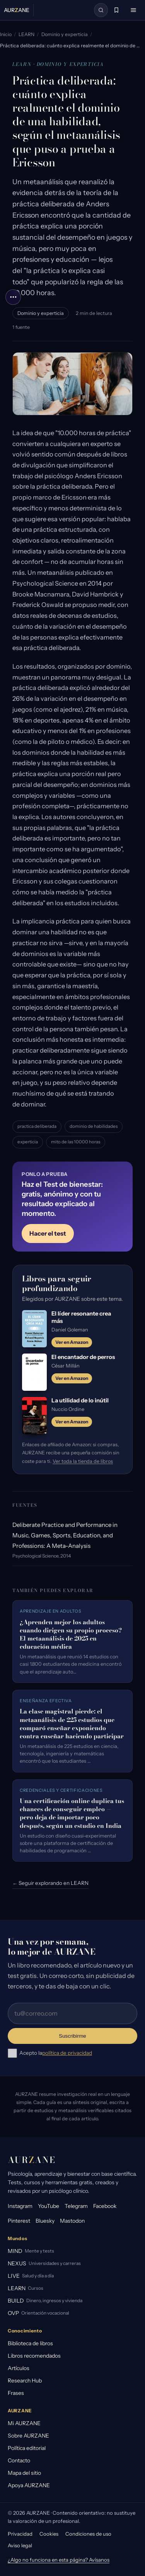 AURZANE
Inicio / LEARN / Dominio y experticia /
Práctica deliberada: cuánto explica realmente el dominio de ...
LEARN · DOMINIO Y EXPERTICIA
Práctica deliberada:
cuánto explica
realmente el dominio
de una habilidad,
según el metaanálisis
que puso a prueba a
Ericsson
Un metaanálisis que realizó la
evidencia detrás de la teoría de la
práctica deliberada de Anders
Ericsson encontró que la cantidad de
práctica explica una porción
sustancial del desempeño en juegos y
música, pero muy poco en
profesiones y educación — lejos
del "la práctica lo explica casi
todo" que popularizó la regla de las
10.000 horas.
Dominio y experticia
2 min de lectura
1 fuente
La idea de que "10.000 horas de práctica"
convierten a cualquiera en experto se
volvió sentido común después de libros
de divulgación que citaban el trabajo del
psicólogo Anders Ericsson
sobre la práctica deliberada. Pero el
propio marco de Ericsson era más
específico y menos determinista de lo
que sugiere esa versión popular: hablaba
de práctica estructurada, con
objetivos claros, retroalimentación
inmediata y salida constante de la zona
de confort — no de acumular horas sin
más. Un metaanálisis publicado en
Psychological Science en 2014 por
Brooke Macnamara, David Hambrick y
Frederick Oswald se propuso medir, con
datos reales de decenas de estudios,
cuánto de la variación en el desempeño
explica realmente esa
práctica deliberada.
Los resultados, organizados por dominio,
muestran un panorama muy desigual. La
práctica deliberada explicó alrededor del
26% de la variación en desempeño en
juegos (como el ajedrez), 21% en música,
18% en deportes, apenas 4% en educación
y menos del 1% en profesiones
(como la de piloto o médico). Es decir:
en los dominios donde la tarea es más
medible y las reglas más estables, la
práctica explica una fracción real pero
parcial del desempeño; en dominios más
complejos y variables —como una
profesión completa—, prácticamente no
lo explica. Los autores concluyeron, en
sus propias palabras, que "la práctica
deliberada es importante, pero no tan
importante como se ha argumentado",
una conclusión que generó un
intercambio académico posterior donde
Ericsson y sus colegas cuestionaron
cómo se había medido la "práctica
deliberada" en los estudios incluidos.
La implicancia práctica para quien busca
dominar una habilidad no es que
practicar no sirva —sirve, y en la mayoría
de dominios es la variable más
controlable que existe— sino que no hay
un número mágico de horas que, por sí solo
y sin más, garantice la maestría,
especialmente en ámbitos profesionales
complejos donde el talento previo, el
entorno de trabajo y factores fuera del
control individual pesan tanto o más. La
práctica deliberada sigue siendo
la palanca más grande que uno puede
accionar, pero no es la única variable
en juego, y su peso relativo depende
muchísimo de qué se está tratando
de dominar.
practica deliberada
dominio de habilidades
experticia
mito de las 10000 horas
PONLO A PRUEBA
Haz el Test de bienestar:
gratis, anónimo y con tu
resultado explicado al
momento.
Hacer el test
Libros para seguir
profundizando
Elegidos por AURZANE sobre este tema.
El líder resonante crea
más
Daniel Goleman
Ver en Amazon
El encantador de perros
César Millán
Ver en Amazon
La utilidad de lo inútil
Nuccio Ordine
Ver en Amazon
Enlaces de afiliado de Amazon: si compras,
AURZANE recibe una pequeña comisión sin
costo para ti. Ver toda la tienda de libros
FUENTES
Deliberate Practice and Performance in
Music, Games, Sports, Education, and
Professions: A Meta-Analysis
Psychological Science, 2014
TAMBIÉN PUEDES EXPLORAR
APRENDIZAJE EN ADULTOS
¿Aprenden mejor los adultos
cuando dirigen su propio proceso?
El metaanálisis de 2025 en
educación médica
Un metaanálisis que reunió 14 estudios con
casi 1800 estudiantes de medicina encontró
que el aprendizaje auto...
ENSEÑANZA EFECTIVA
La clase magistral pierde: el
metaanálisis de 225 estudios que
comparó enseñar exponiendo
contra enseñar haciendo participar
Un metaanálisis de 225 estudios en ciencia,
tecnología, ingeniería y matemáticas
encontró que los estudiantes ...
CREDENCIALES Y CERTIFICACIONES
Una certificación online duplica tus
chances de conseguir empleo —
pero deja de importar poco
después, según un estudio en India
Un estudio con diseño cuasi-experimental
sobre una plataforma de certificación de
habilidades de programación ...
← Seguir explorando en LEARN
Una vez por semana,
lo mejor de AURZANE
Un libro recomendado, el artículo nuevo y un
test gratis. Un correo corto, sin publicidad de
terceros, y te das de baja con un clic.
tu@correo.com
Suscribirme
Acepto la política de privacidad
AURZANE resume investigación real en un lenguaje
simple. Cada guía es una síntesis original, escrita a
partir de estudios y metaanálisis verificables citados
al final de cada artículo.
AURZANE
Psicología, aprendizaje y bienestar con base científica.
Tests, cursos y herramientas gratis, creados y
revisados por un psicólogo clínico.
Instagram YouTube Telegram Facebook
Pinterest Bluesky Mastodon
Mundos
MIND Mente y tests
NEXUS Universidades y carreras
LIVE Salud y día a día
LEARN Cursos
BUILD Dinero, ingresos y vivienda
OVP Orientación vocacional
Conocimiento
Biblioteca de libros
Libros recomendados
Artículos
Research Hub
Frases
AURZANE
Mi AURZANE
Sobre AURZANE
Política editorial
Contacto
Mapa del sitio
Apoya AURZANE
© 2026 AURZANE · Contenido orientativo: no sustituye
la valoración de un profesional.
Privacidad Cookies Condiciones de uso
Aviso legal
¿Algo no funciona en esta página? Avísanos